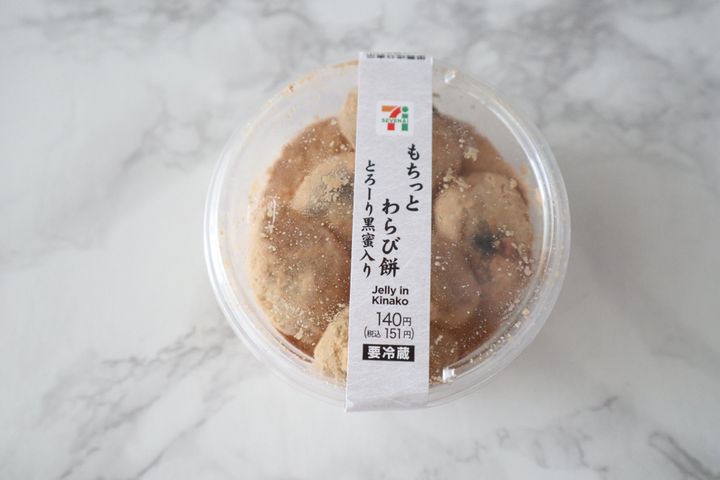 SEVEN&i
もちっと
わらび餅
とろーり黒蜜入り
Jelly in
Kinako
140円
(税込 151円)
要冷蔵